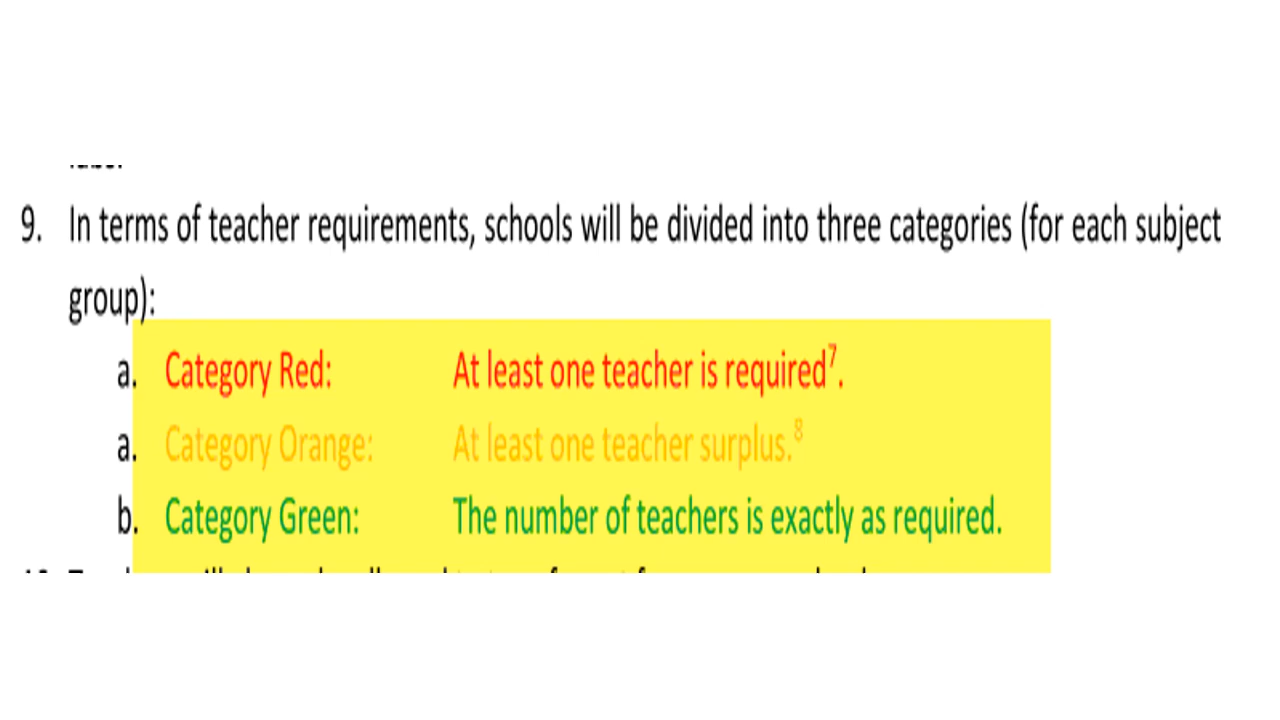 9. In terms of teacher requirements, schools will be divided into three categories (for each subject
group):
a. Category Red: At least one teacher is required⁷.
a. Category Orange: At least one teacher surplus.⁸
b. Category Green: The number of teachers is exactly as required.